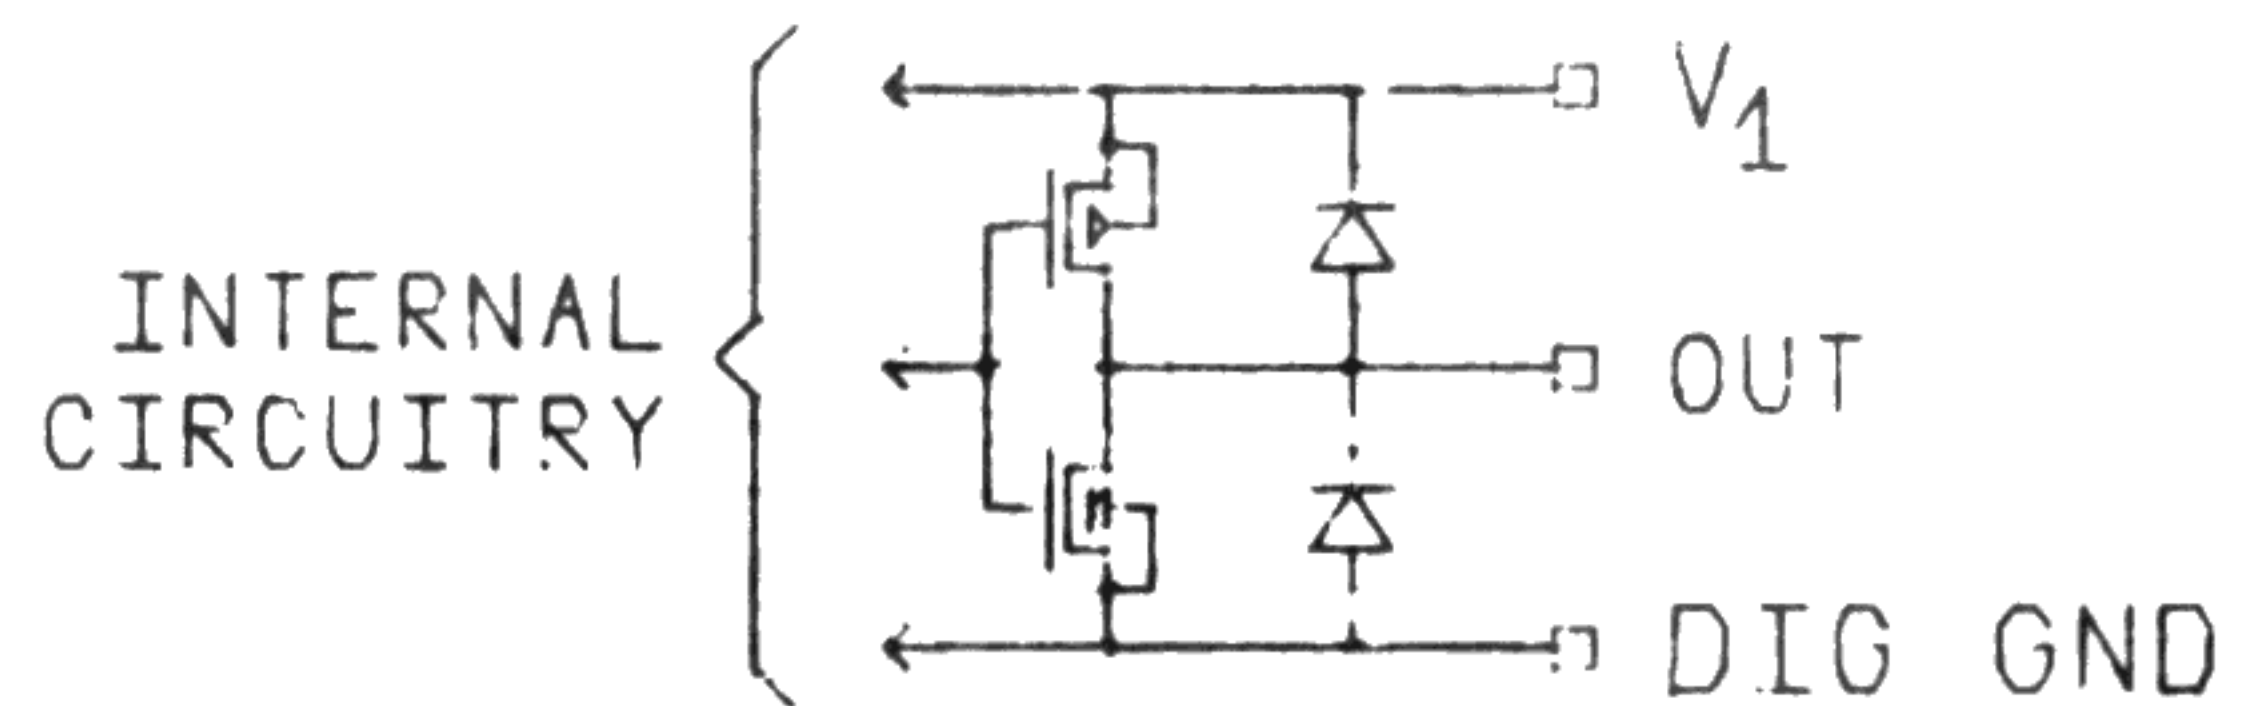 V1
INTERNAL
CIRCUITRY
OUT
DIG GND